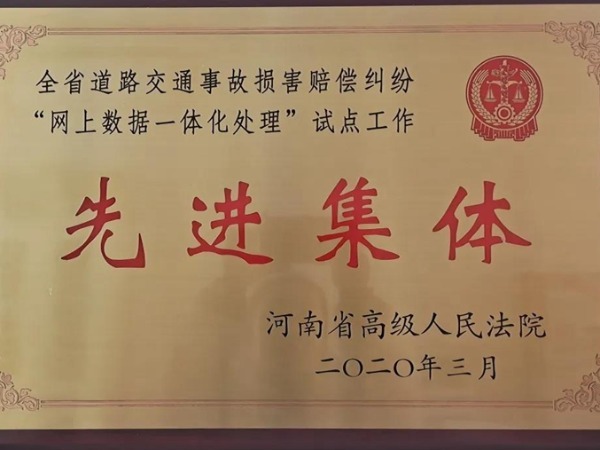 全省道路交通事故损害赔偿纠纷
“网上数据一体化处理”试点工作
先进集体
河南省高级人民法院
二〇二〇年三月